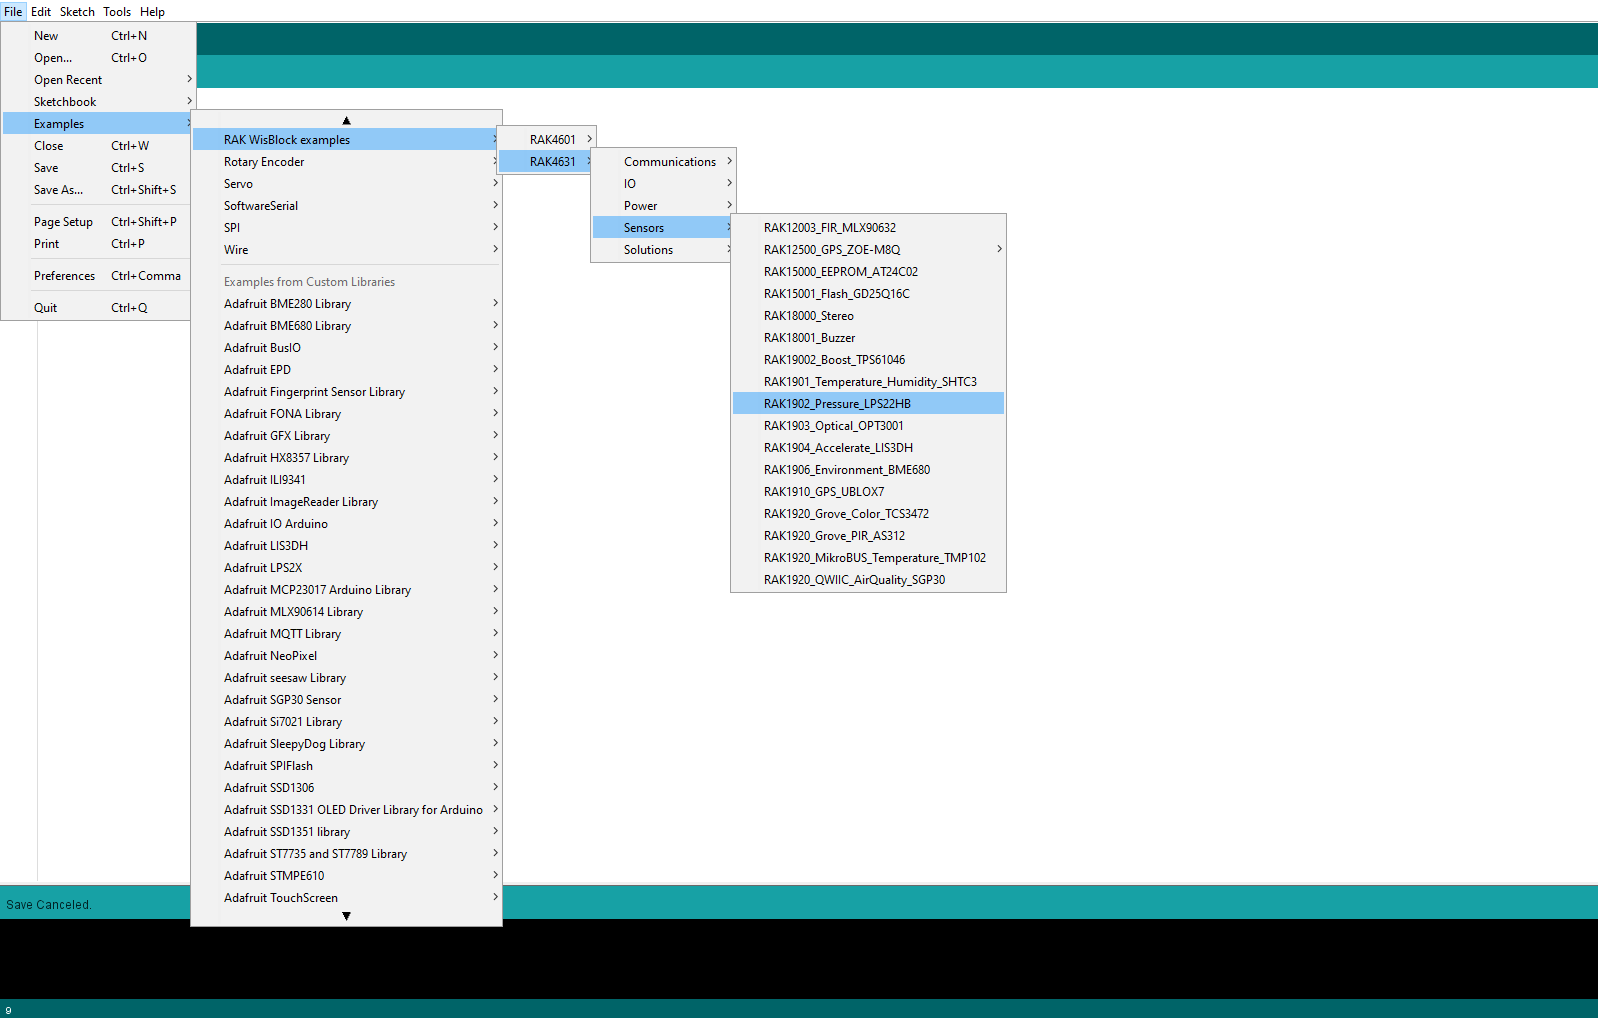 File Edit Sketch Tools Help
New Ctrl+N
Open... Ctrl+O
Open Recent
Sketchbook
Examples
Close Ctrl+W
Save Ctrl+S
Save As... Ctrl+Shift+S
Page Setup Ctrl+Shift+P
Print Ctrl+P
Preferences Ctrl+Comma
Quit Ctrl+Q
RAK WisBlock examples
Rotary Encoder
Servo
SoftwareSerial
SPI
Wire
Examples from Custom Libraries
Adafruit BME280 Library
Adafruit BME680 Library
Adafruit BusIO
Adafruit EPD
Adafruit Fingerprint Sensor Library
Adafruit FONA Library
Adafruit GFX Library
Adafruit HX8357 Library
Adafruit ILI9341
Adafruit ImageReader Library
Adafruit IO Arduino
Adafruit LIS3DH
Adafruit LPS2X
Adafruit MCP23017 Arduino Library
Adafruit MLX90614 Library
Adafruit MQTT Library
Adafruit NeoPixel
Adafruit seesaw Library
Adafruit SGP30 Sensor
Adafruit Si7021 Library
Adafruit SleepyDog Library
Adafruit SPIFlash
Adafruit SSD1306
Adafruit SSD1331 OLED Driver Library for Arduino
Adafruit SSD1351 library
Adafruit ST7735 and ST7789 Library
Adafruit STMPE610
Adafruit TouchScreen
RAK4601
RAK4631
Communications
IO
Power
Sensors
Solutions
RAK12003_FIR_MLX90632
RAK12500_GPS_ZOE-M8Q
RAK15000_EEPROM_AT24C02
RAK15001_Flash_GD25Q16C
RAK18000_Stereo
RAK18001_Buzzer
RAK19002_Boost_TPS61046
RAK1901_Temperature_Humidity_SHTC3
RAK1902_Pressure_LPS22HB
RAK1903_Optical_OPT3001
RAK1904_Accelerate_LIS3DH
RAK1906_Environment_BME680
RAK1910_GPS_UBLOX7
RAK1920_Grove_Color_TCS3472
RAK1920_Grove_PIR_AS312
RAK1920_MikroBUS_Temperature_TMP102
RAK1920_QWIIC_AirQuality_SGP30
Save Canceled.
9